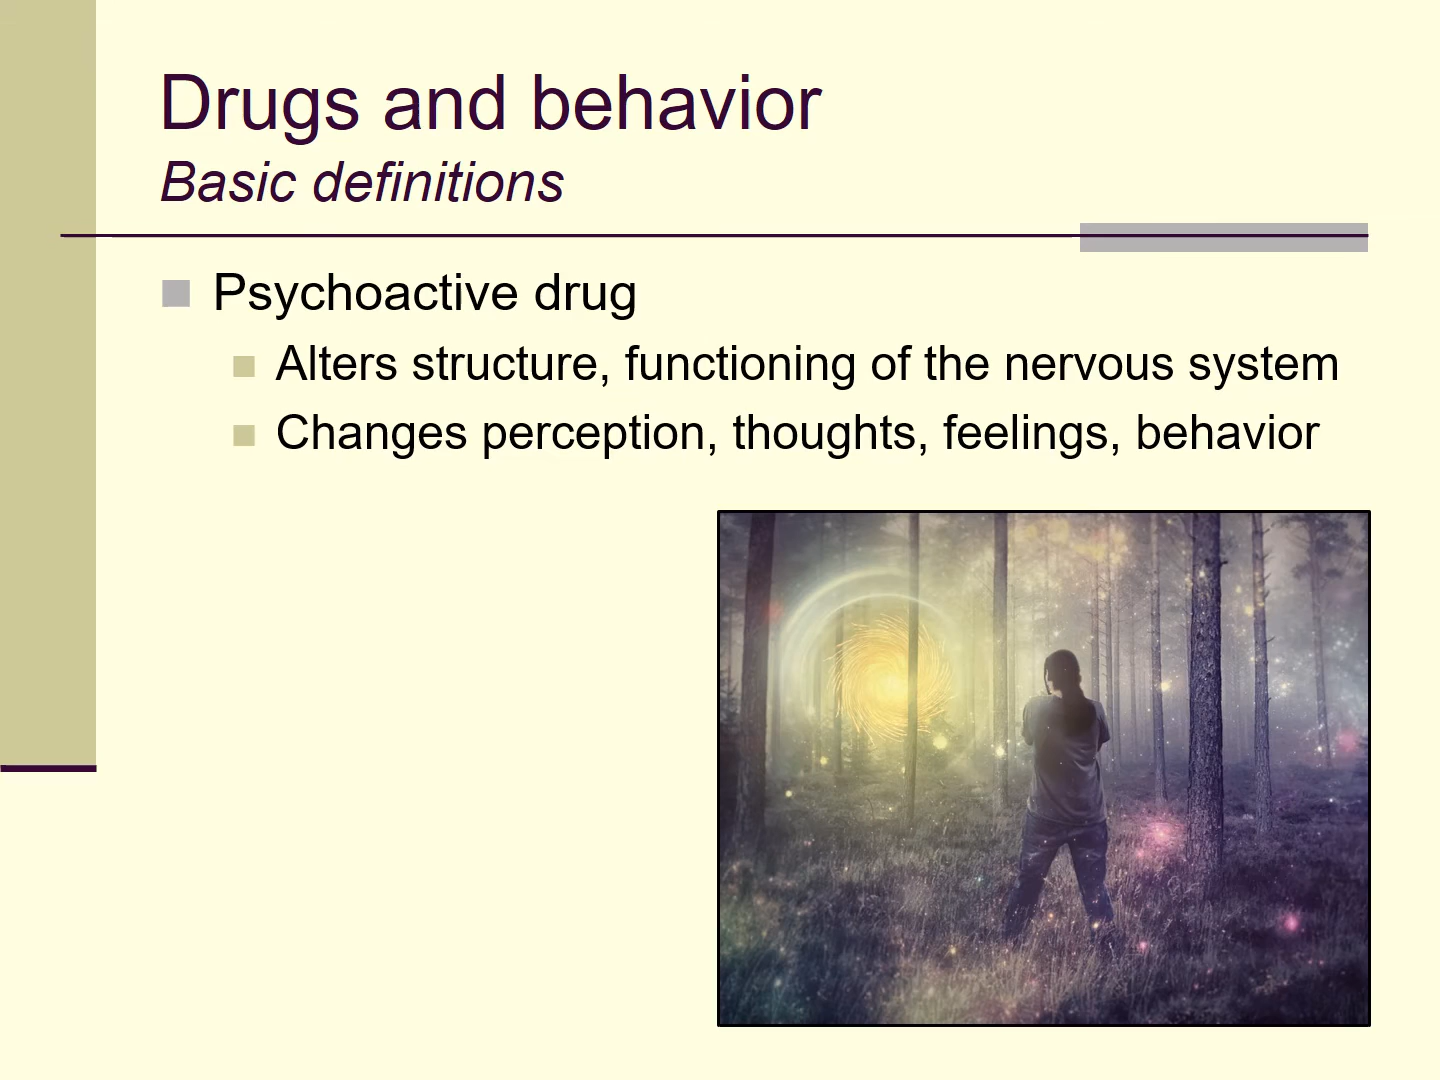 Drugs and behavior
Basic definitions
Psychoactive drug
Alters structure, functioning of the nervous system
Changes perception, thoughts, feelings, behavior